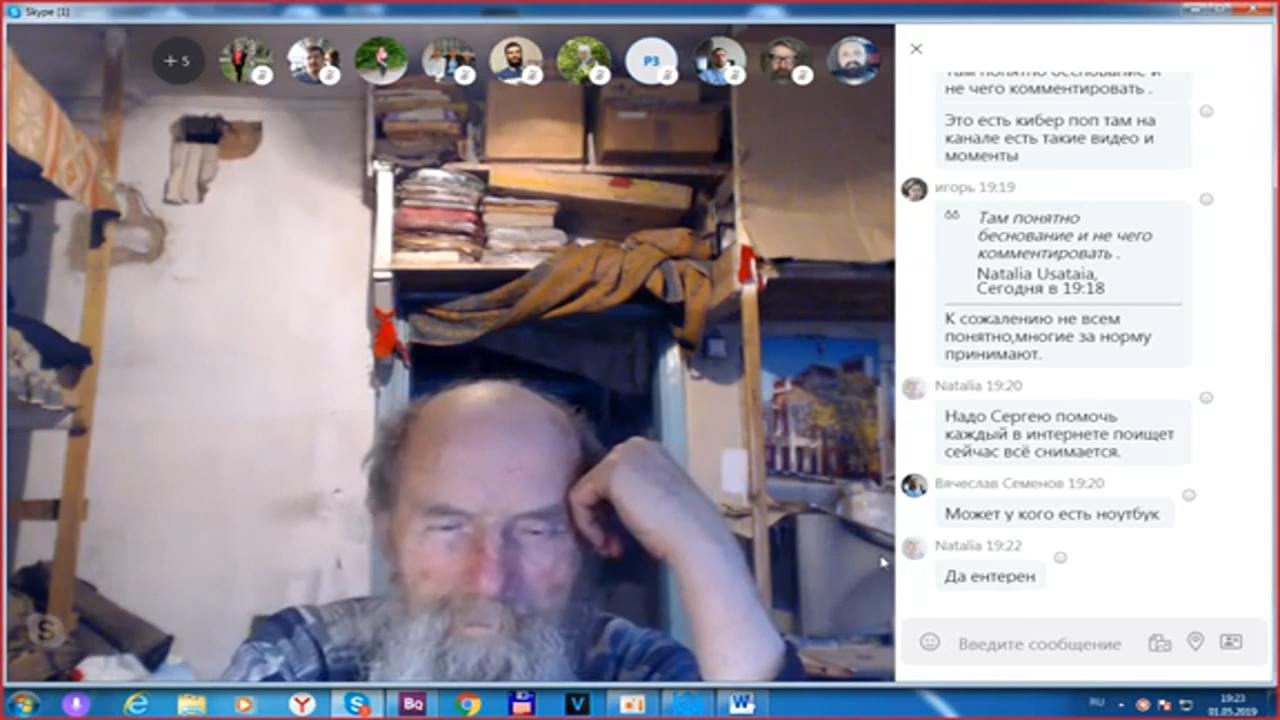 Skype [1]
+5
РЗ
Там понятно беснование и
не чего комментировать .
Это есть кибер поп там на
канале есть такие видео и
моменты
игорь 19:19
Там понятно
беснование и не чего
комментировать .
Natalia Usataia,
Сегодня в 19:18
К сожалению не всем
понятно,многие за норму
принимают.
Natalia 19:20
Надо Сергею помочь
каждый в интернете поищет
сейчас всё снимается.
Вячеслав Семенов 19:20
Может у кого есть ноутбук
Natalia 19:22
Да ентерен
Введите сообщение
RU
19:23
01.05.2019